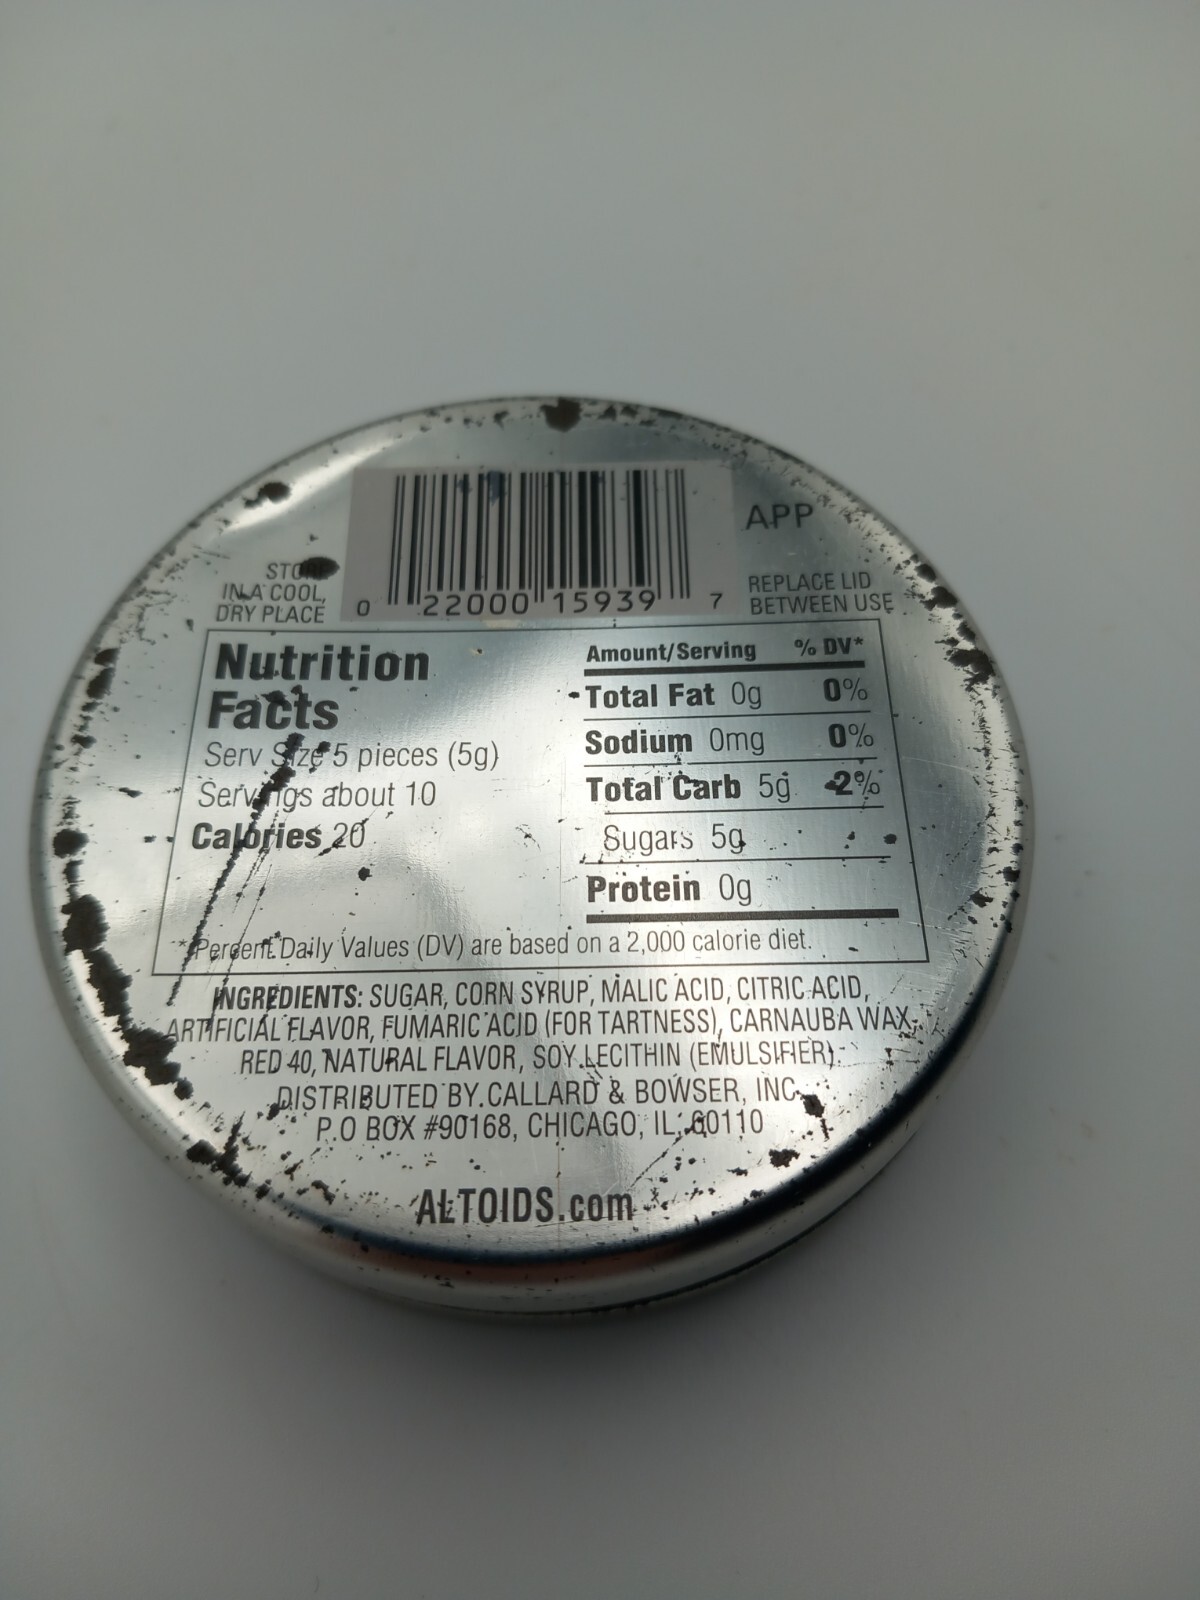 0 22000 15939 7
APP
STORE
IN A COOL,
DRY PLACE
REPLACE LID
BETWEEN USE
Nutrition
Facts
Serv Size 5 pieces (5g)
Servings about 10
Calories 20
Amount/Serving % DV*
Total Fat 0g 0%
Sodium 0mg 0%
Total Carb 5g 2%
Sugars 5g
Protein 0g
*Percent Daily Values (DV) are based on a 2,000 calorie diet.
INGREDIENTS: SUGAR, CORN SYRUP, MALIC ACID, CITRIC ACID,
ARTIFICIAL FLAVOR, FUMARIC ACID (FOR TARTNESS), CARNAUBA WAX,
RED 40, NATURAL FLAVOR, SOY LECITHIN (EMULSIFIER).
DISTRIBUTED BY CALLARD & BOWSER, INC.
P.O BOX #90168, CHICAGO, IL. 60110
ALTOIDS.com